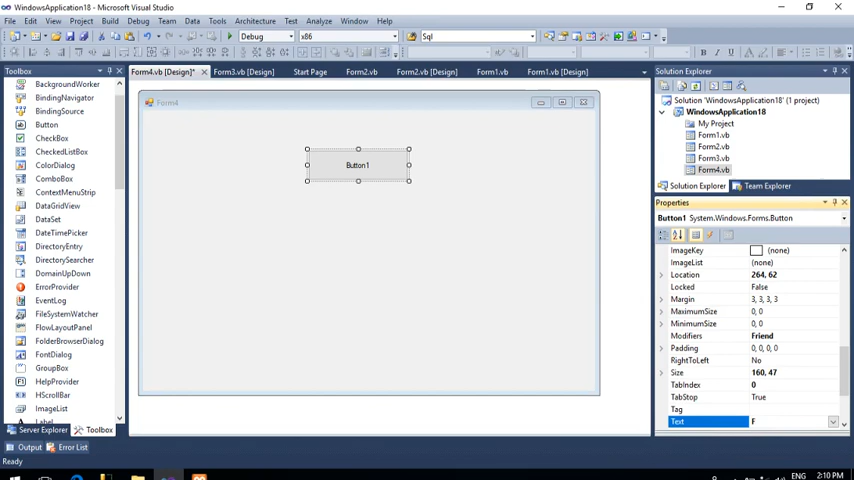 WindowsApplication18 - Microsoft Visual Studio
File Edit View Project Build Debug Team Data Tools Architecture Test Analyze Window Help
Debug x86 Sql
Toolbox
BackgroundWorker
BindingNavigator
BindingSource
Button
CheckBox
CheckedListBox
ColorDialog
ComboBox
ContextMenuStrip
DataGridView
DataSet
DateTimePicker
DirectoryEntry
DirectorySearcher
DomainUpDown
ErrorProvider
EventLog
FileSystemWatcher
FlowLayoutPanel
FolderBrowserDialog
FontDialog
GroupBox
HelpProvider
HScrollBar
ImageList
Label
Server Explorer Toolbox
Form4.vb [Design]* Form3.vb [Design] Start Page Form2.vb Form2.vb [Design] Form1.vb Form1.vb [Design]
Form4
Button1
Solution Explorer
Solution 'WindowsApplication18' (1 project)
WindowsApplication18
My Project
Form1.vb
Form2.vb
Form3.vb
Form4.vb
Solution Explorer Team Explorer
Properties
Button1 System.Windows.Forms.Button
ImageKey (none)
ImageList (none)
Location 264, 62
Locked False
Margin 3, 3, 3, 3
MaximumSize 0, 0
MinimumSize 0, 0
Modifiers Friend
Padding 0, 0, 0, 0
RightToLeft No
Size 160, 47
TabIndex 0
TabStop True
Tag
Text F
Output Error List
Ready
ENG 2:10 PM